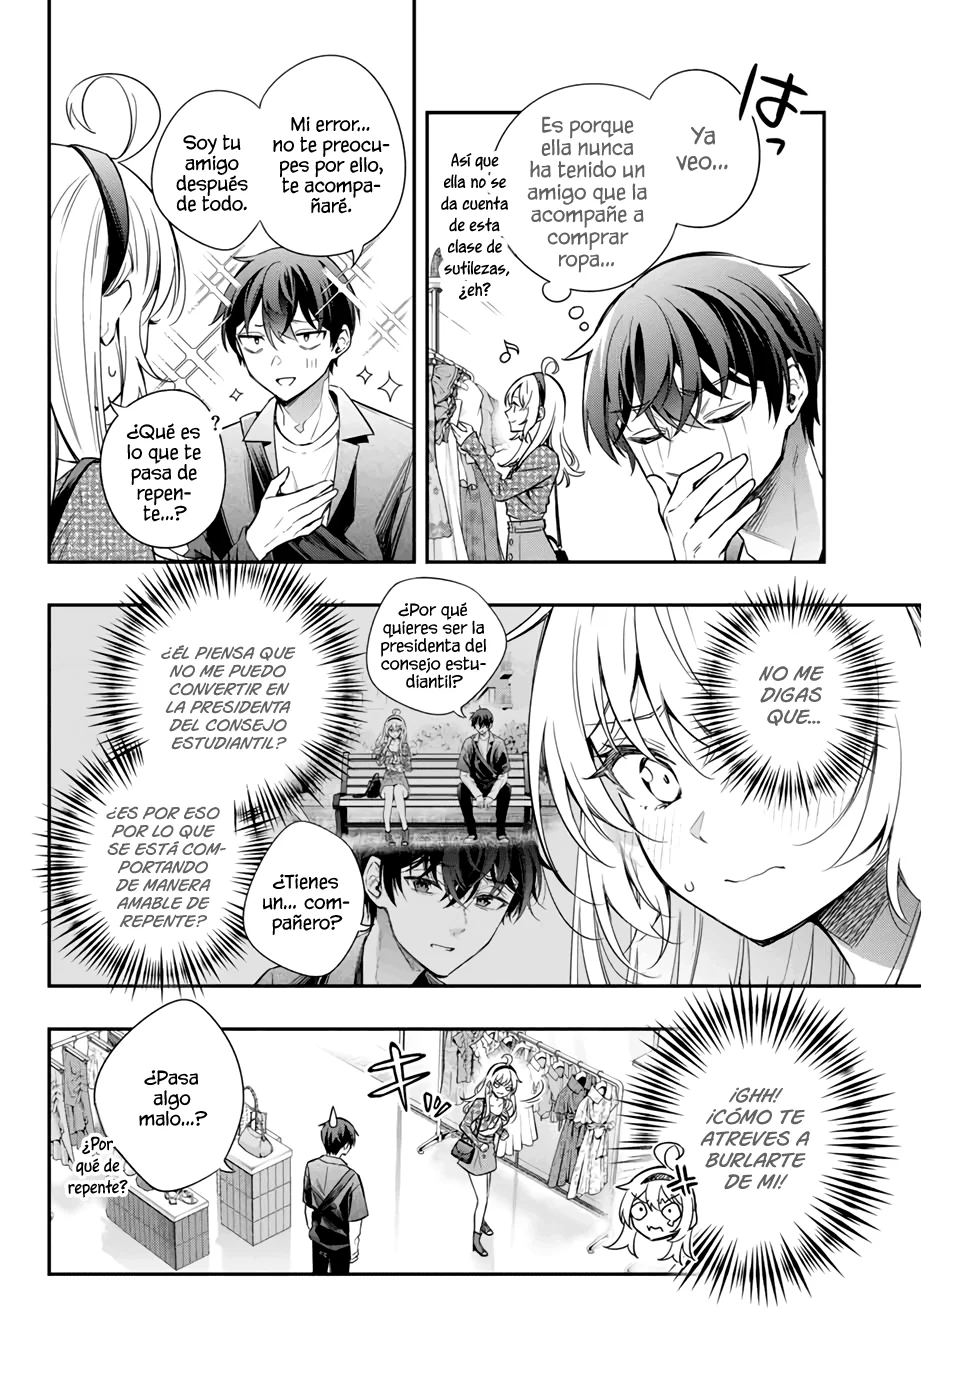 は
っ
Ya
veo...
Es porque
ella nunca
ha tenido un
amigo que la
acompañe a
comprar
ropa...
Así que
ella no se
da cuenta
de esta
clase de
sutilezas,
¿eh?
Mi error...
no te preocu-
pes por ello,
te acompa-
ñaré.
Soy tu
amigo
después
de todo.
?
¿Qué es
lo que te
pasa de
repen-
te...?
NO ME
DIGAS
QUE...
¿Por qué
quieres ser la
presidenta del
consejo estu-
diantil?
¿Tienes
un... com-
pañero?
¿ÉL PIENSA QUE
NO ME PUEDO
CONVERTIR EN
LA PRESIDENTA
DEL CONSEJO
ESTUDIANTIL?
¿ES POR ESO
POR LO QUE
SE ESTÁ COM-
PORTANDO
DE MANERA
AMABLE DE
REPENTE?
¡GHH!
¡CÓMO TE
ATREVES A
BURLARTE
DE MI!
キッ
¿Pasa
algo
malo...?
¿Por
qué de
repente?